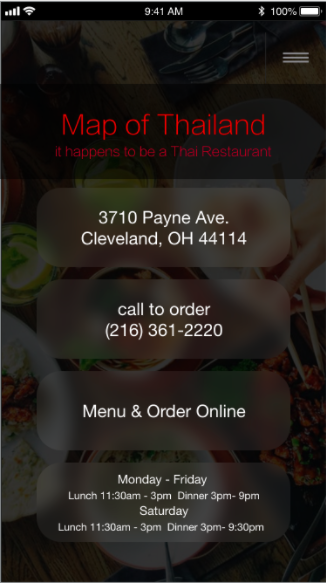 9:41 AM 100%
Map of Thailand
it happens to be a Thai Restaurant
3710 Payne Ave.
Cleveland, OH 44114
call to order
(216) 361-2220
Menu & Order Online
Monday - Friday
Lunch 11:30am - 3pm Dinner 3pm- 9pm
Saturday
Lunch 11:30am - 3pm Dinner 3pm- 9:30pm